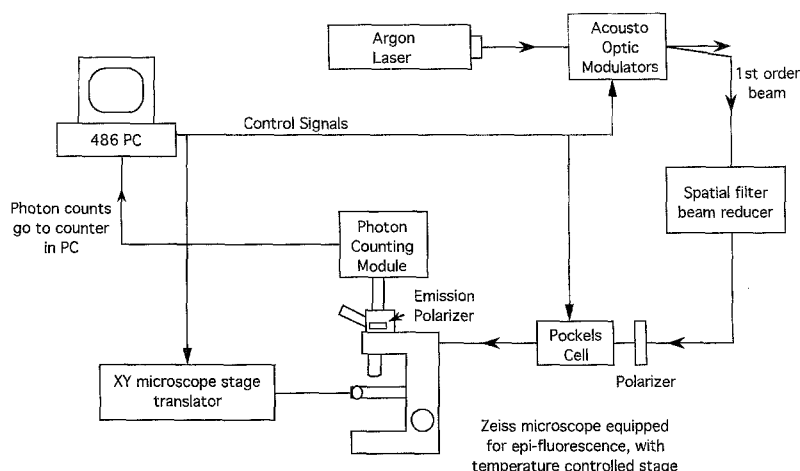 Argon
Laser
Acousto
Optic
Modulators
1st order
beam
486 PC
Control Signals
Spatial filter
beam reducer
Photon counts
go to counter
in PC
Photon
Counting
Module
Emission
Polarizer
Pockels
Cell
Polarizer
XY microscope stage
translator
Zeiss microscope equipped
for epi-fluorescence, with
temperature controlled stage